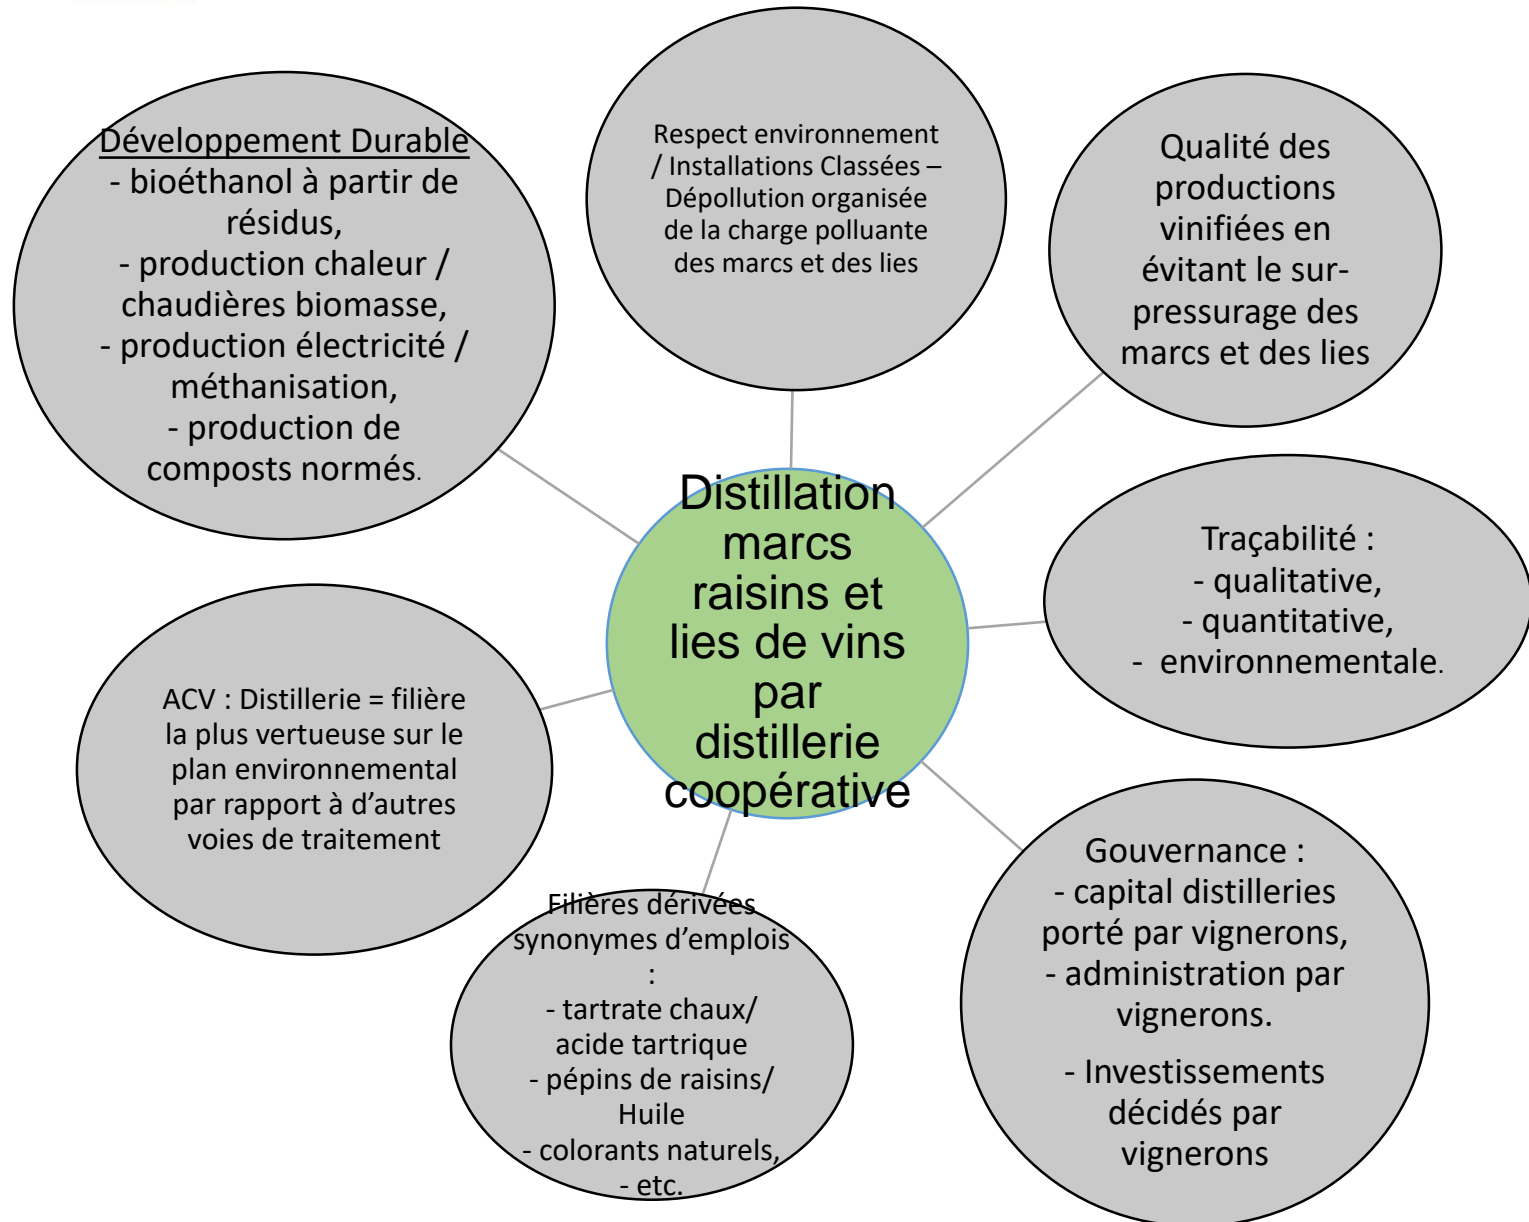 Développement Durable
- bioéthanol à partir de
résidus,
- production chaleur /
chaudières biomasse,
- production électricité /
méthanisation,
- production de
composts normés.
Respect environnement
/ Installations Classées –
Dépollution organisée
de la charge polluante
des marcs et des lies
Qualité des
productions
vinifiées en
évitant le sur-
pressurage des
marcs et des lies
Distillation
marcs
raisins et
lies de vins
par
distillerie
coopérative
Traçabilité :
- qualitative,
- quantitative,
- environnementale.
ACV : Distillerie = filière
la plus vertueuse sur le
plan environnemental
par rapport à d’autres
voies de traitement
Filières dérivées
synonymes d’emplois
:
- tartrate chaux/
acide tartrique
- pépins de raisins/
Huile
- colorants naturels,
- etc.
Gouvernance :
- capital distilleries
porté par vignerons,
- administration par
vignerons.
- Investissements
décidés par
vignerons